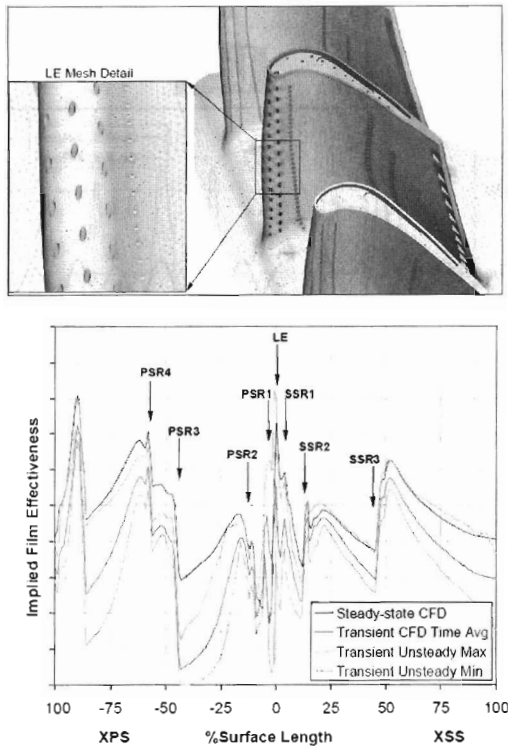 LE Mesh Detail
LE
PSR4
PSR1
SSR1
PSR3
PSR2
SSR2
SSR3
Implied Film Effectiveness
Steady-state CFD
Transient CFD Time Avg
Transient Unsteady Max
Transient Unsteady Min
100 -75 -50 -25 0 25 50 75 100
XPS %Surface Length XSS